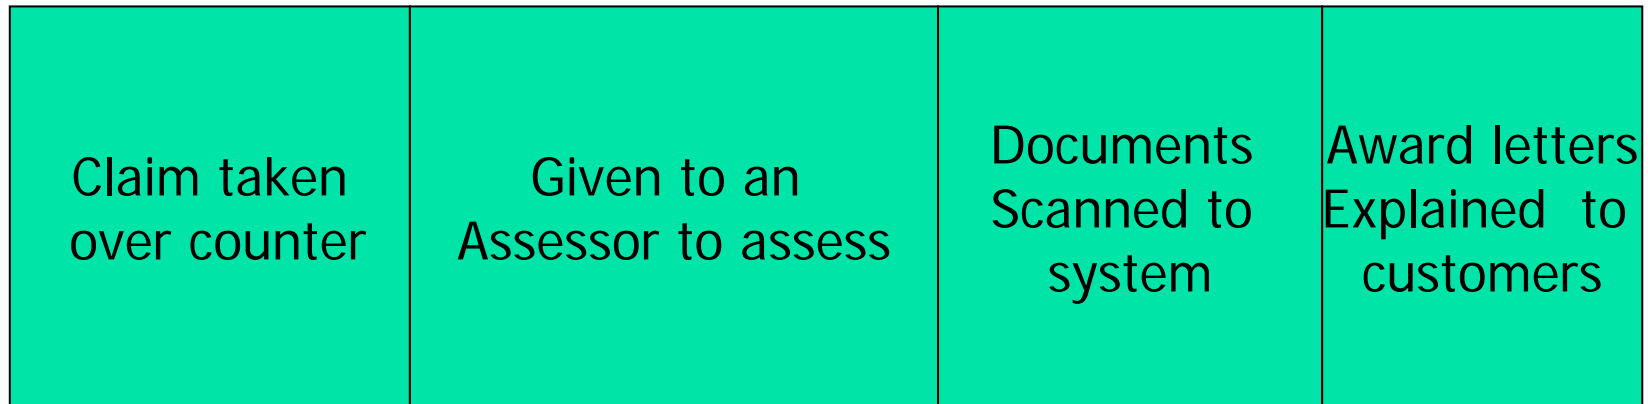 Claim taken
over counter
Given to an
Assessor to assess
Documents
Scanned to
system
Award letters
Explained to
customers